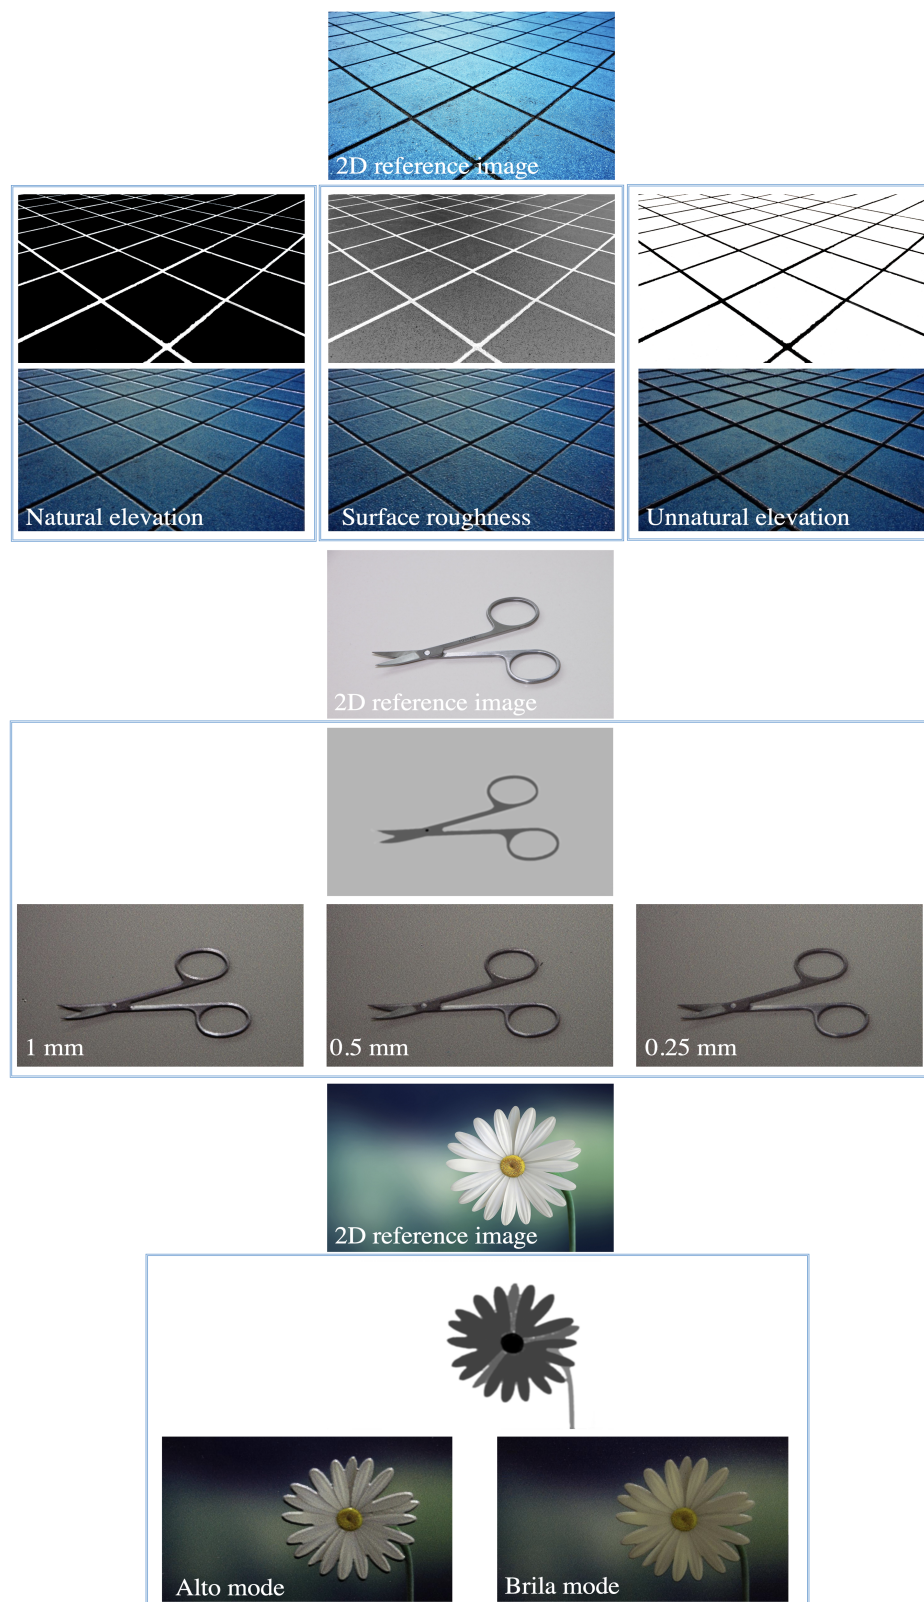 2D reference image
Natural elevation
Surface roughness
Unnatural elevation
2D reference image
1 mm
0.5 mm
0.25 mm
2D reference image
Alto mode
Brila mode